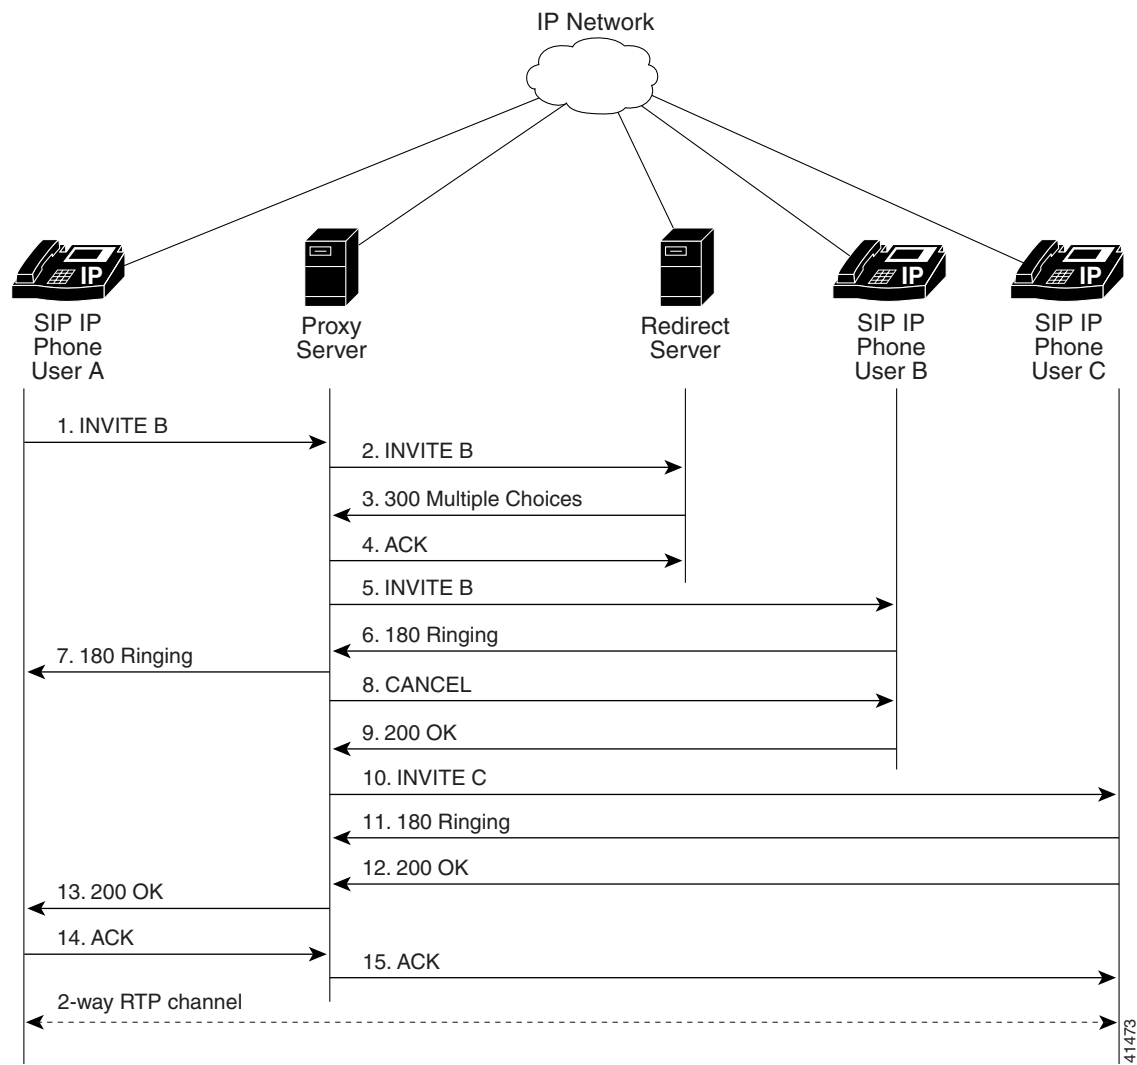 IP Network
IP
IP
IP
SIP IP
Phone
User A
Proxy
Server
Redirect
Server
SIP IP
Phone
User B
SIP IP
Phone
User C
1. INVITE B
2. INVITE B
3. 300 Multiple Choices
4. ACK
5. INVITE B
6. 180 Ringing
7. 180 Ringing
8. CANCEL
9. 200 OK
10. INVITE C
11. 180 Ringing
12. 200 OK
13. 200 OK
14. ACK
15. ACK
2-way RTP channel
41473